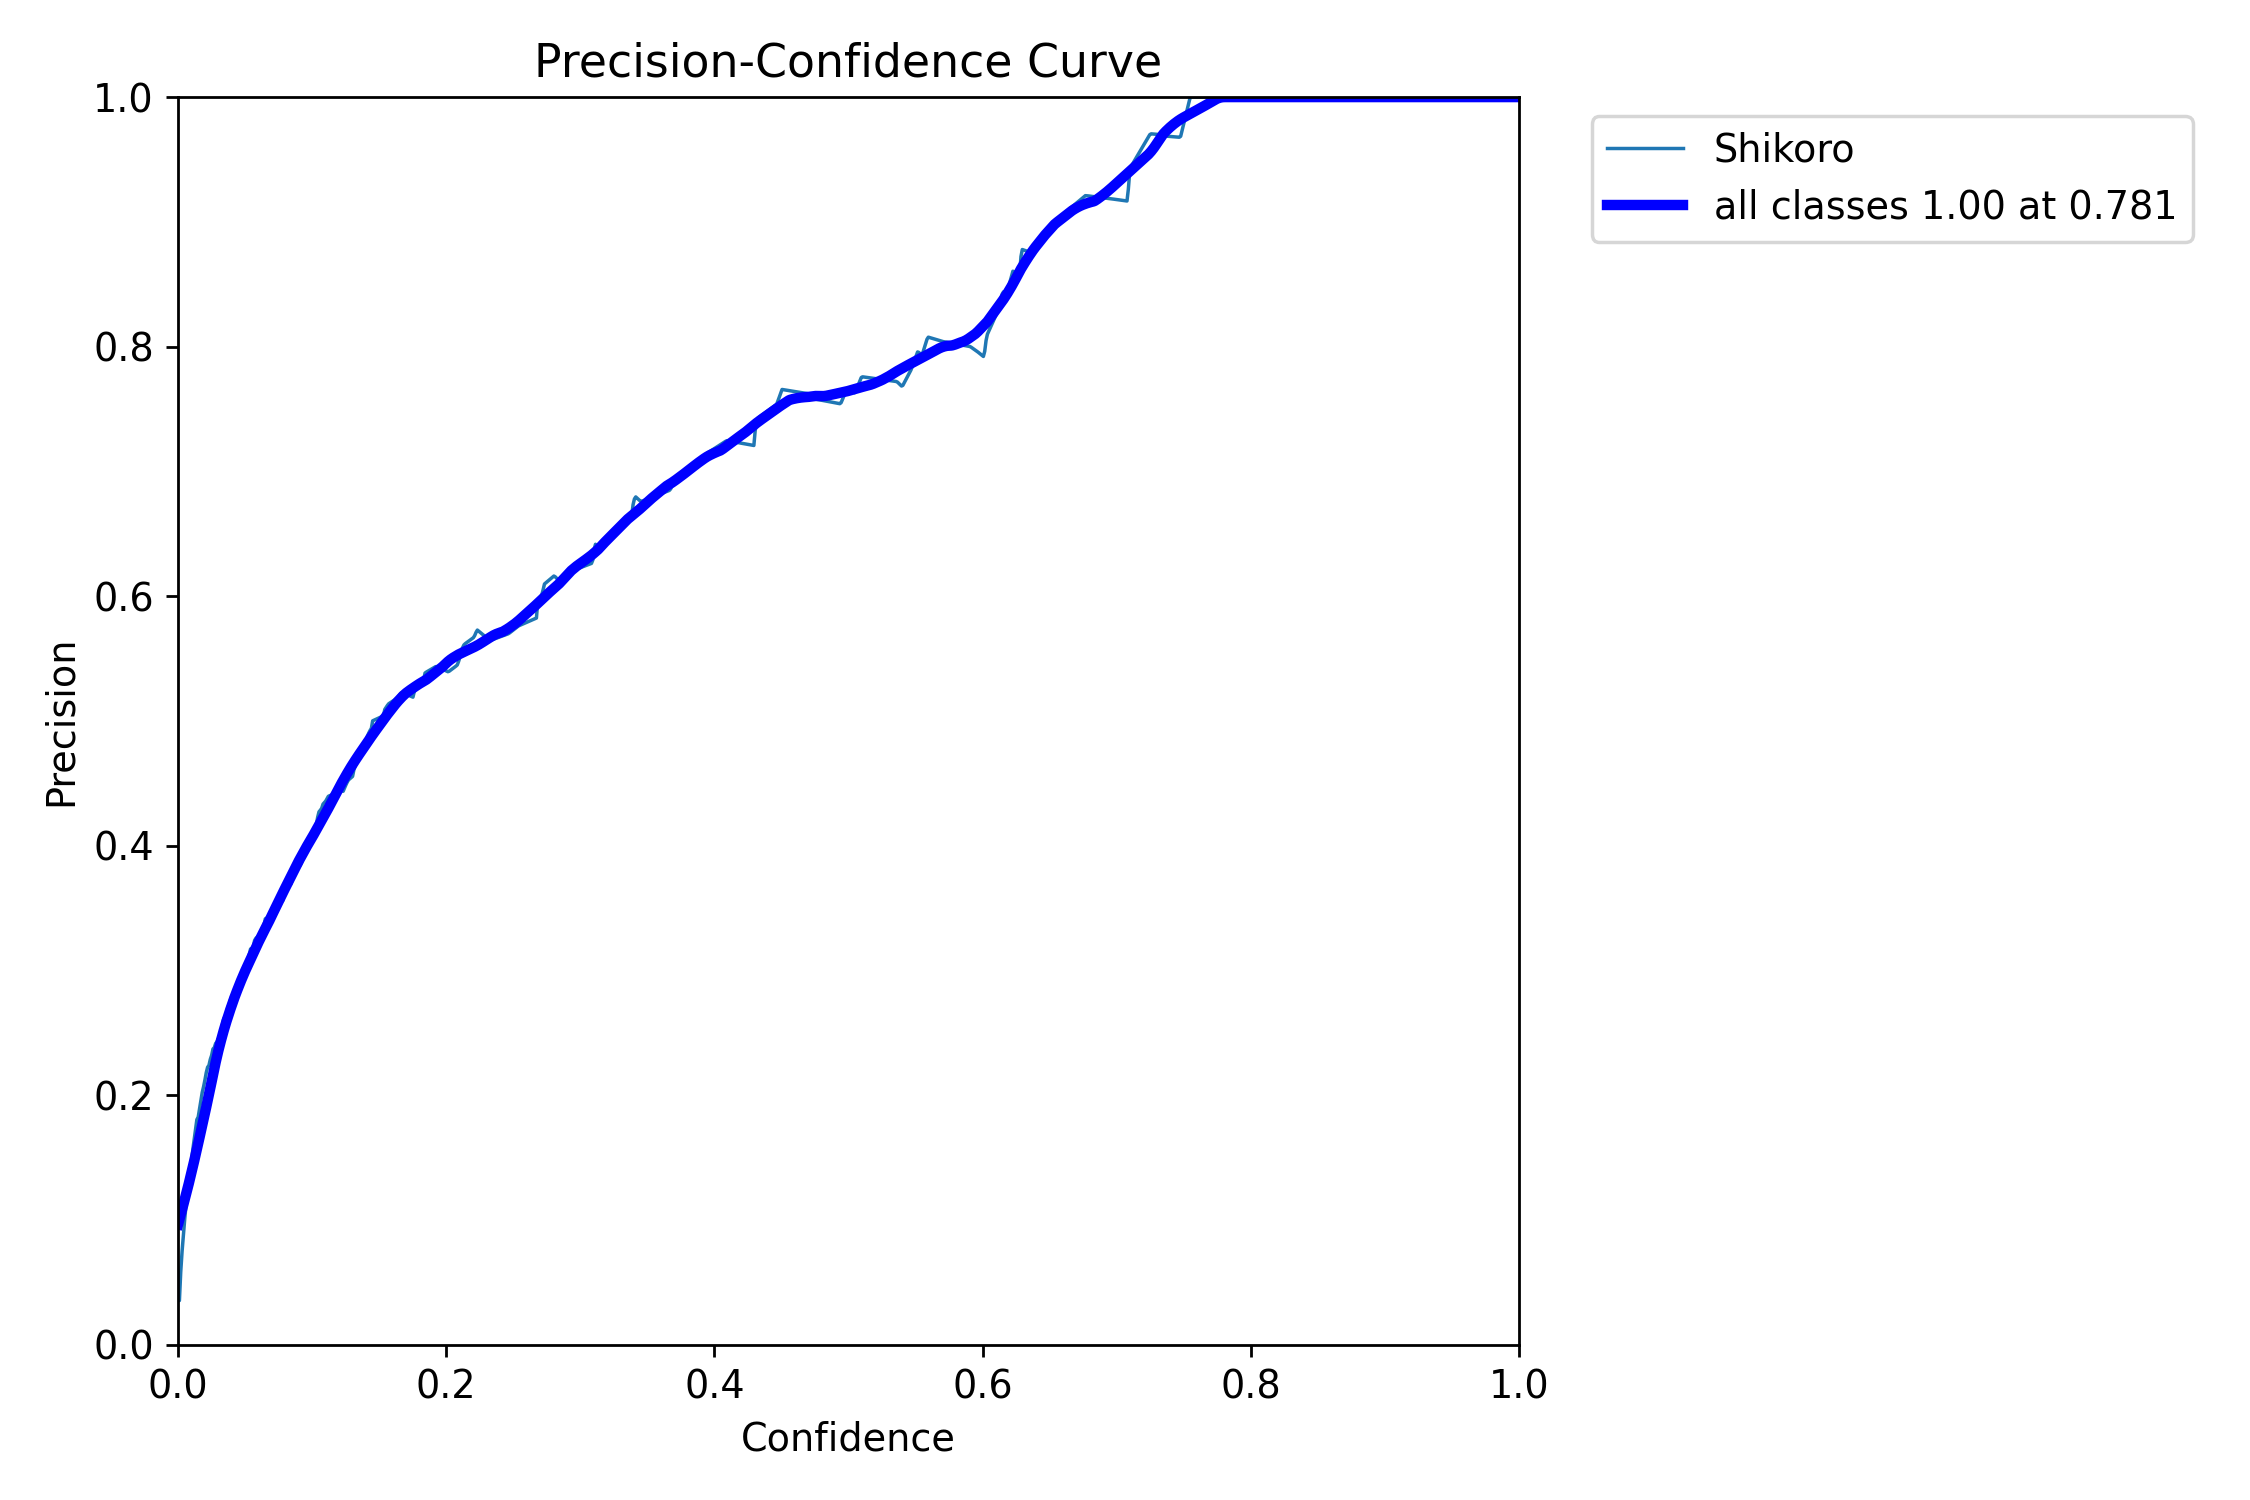 Precision-Confidence Curve
1.0
0.8
0.6
0.4
0.2
0.0
Precision
0.0 0.2 0.4 0.6 0.8 1.0
Confidence
Shikoro
all classes 1.00 at 0.781